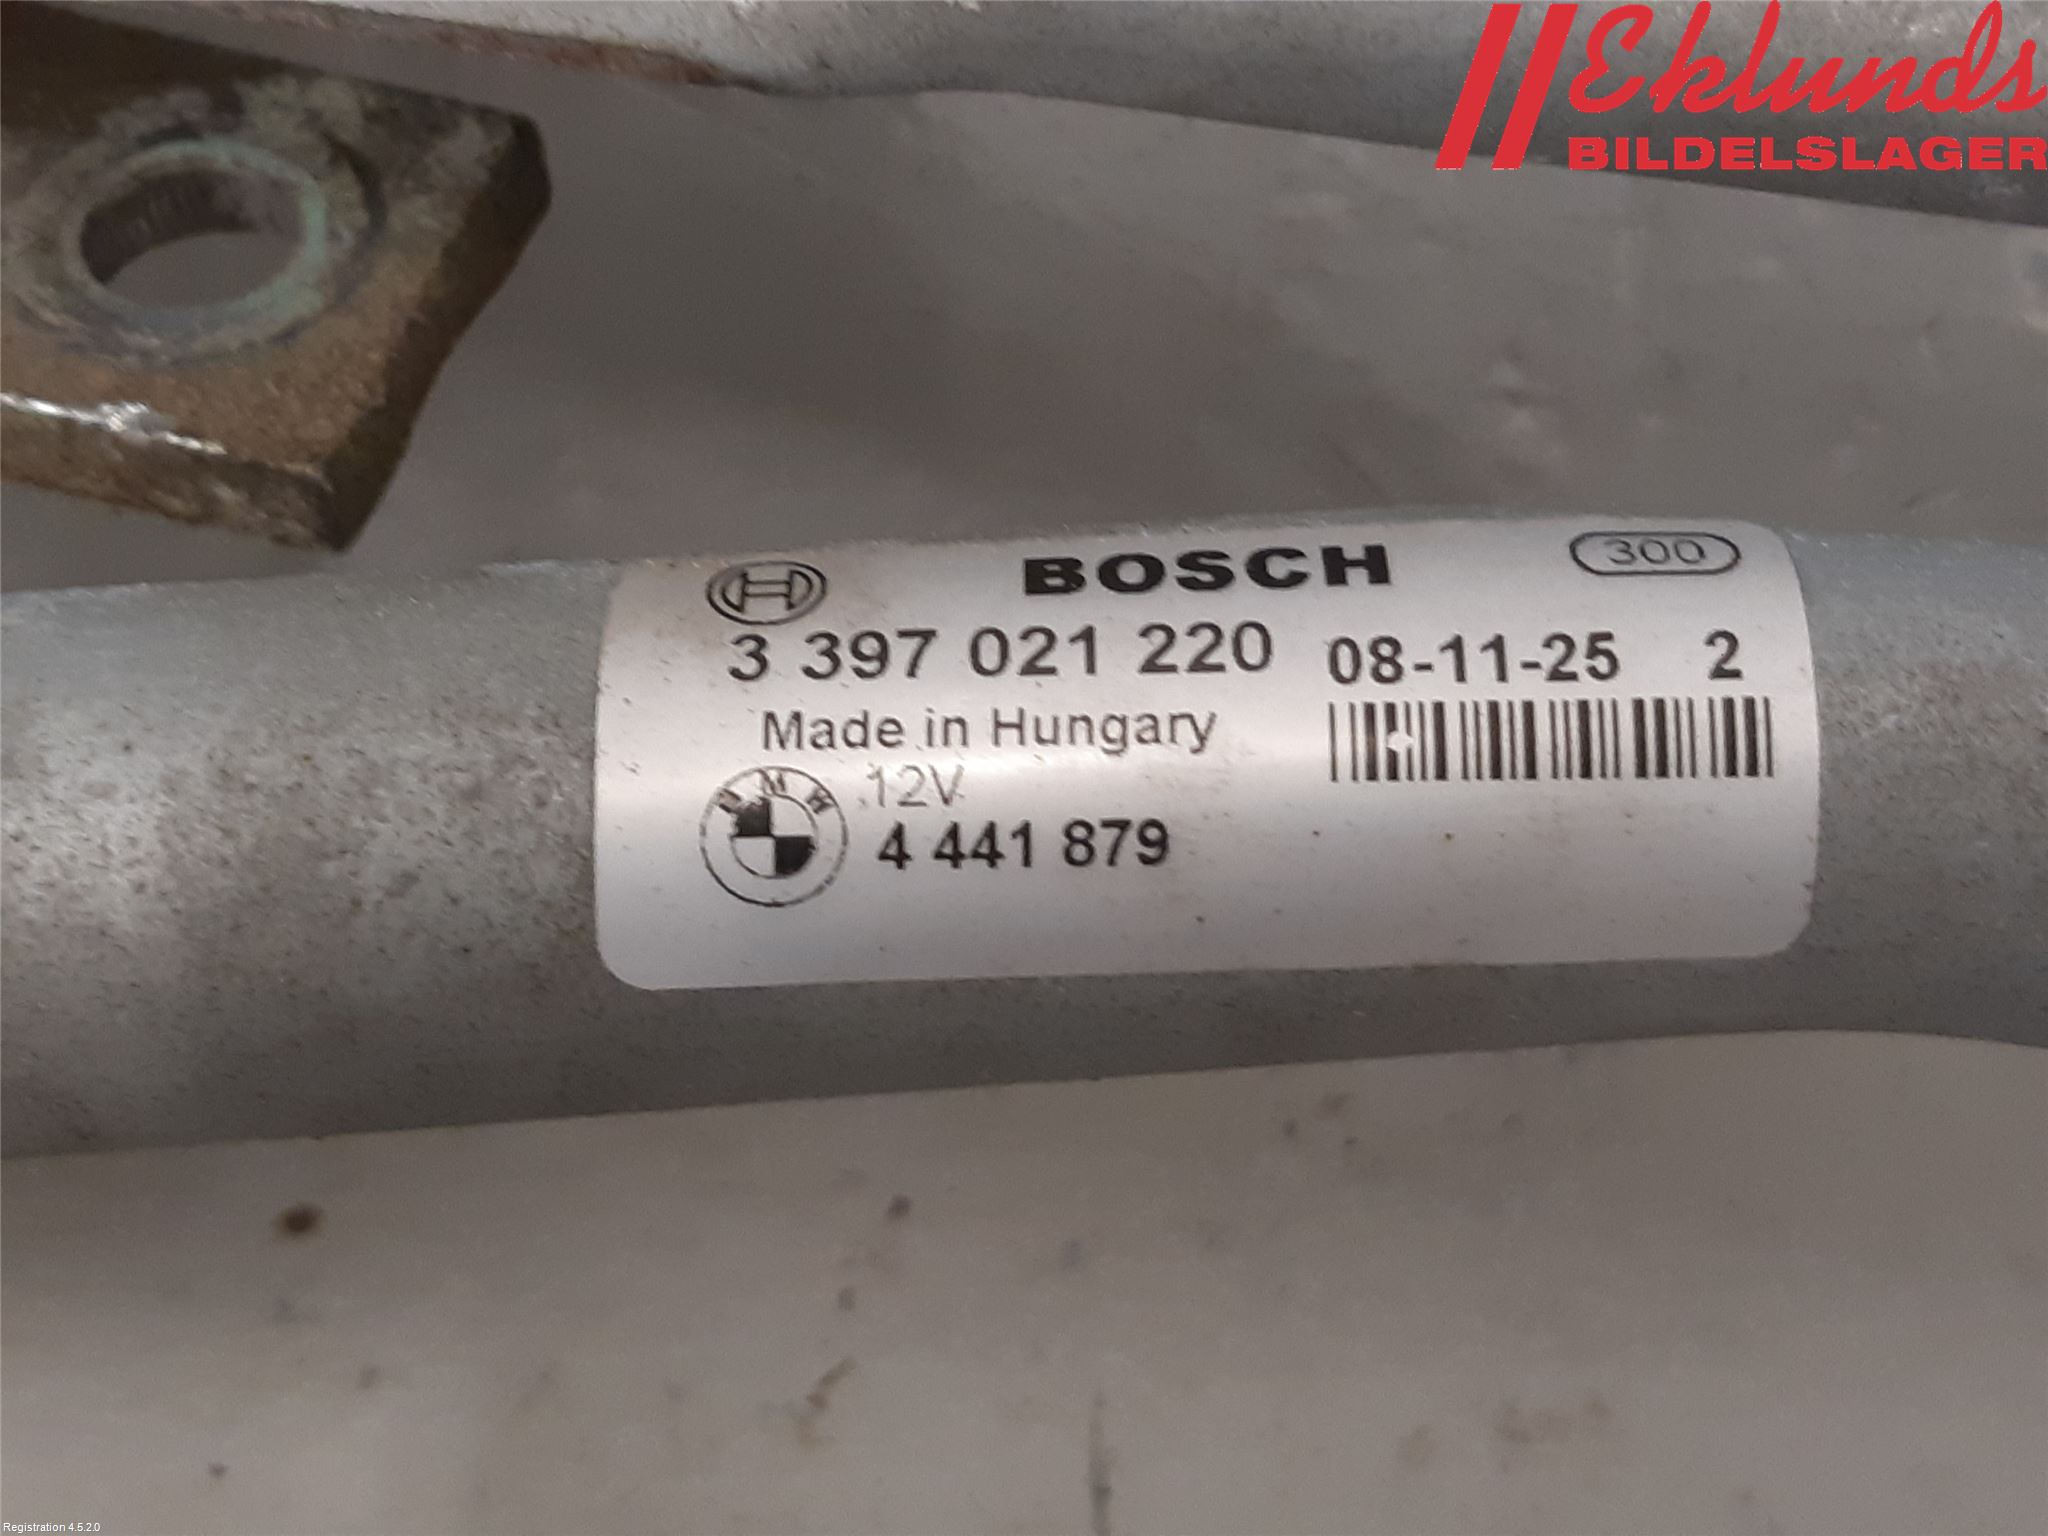 Eklunds
BILDELSLAGER
BOSCH 300
3 397 021 220 08-11-25 2
Made in Hungary
12V
BMW
4 441 879
Registration 4.5.2.0